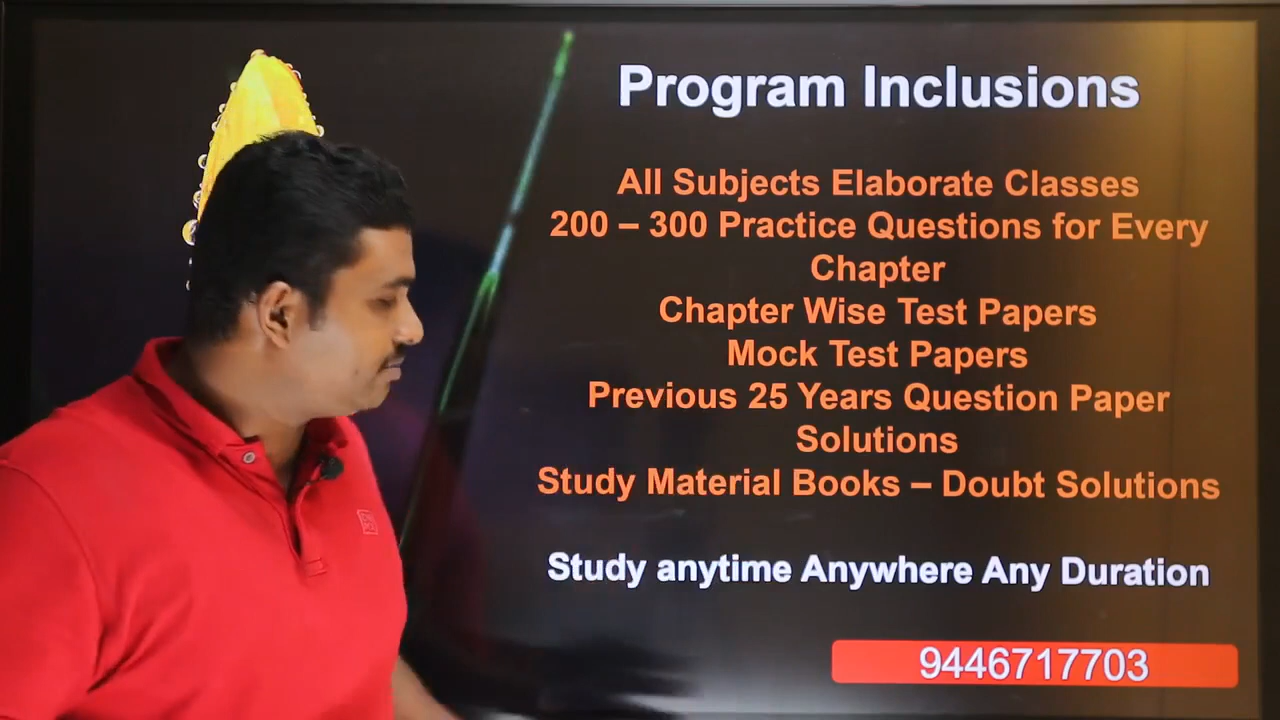 Program Inclusions
All Subjects Elaborate Classes
200 – 300 Practice Questions for Every
Chapter
Chapter Wise Test Papers
Mock Test Papers
Previous 25 Years Question Paper
Solutions
Study Material Books – Doubt Solutions
Study anytime Anywhere Any Duration
9446717703